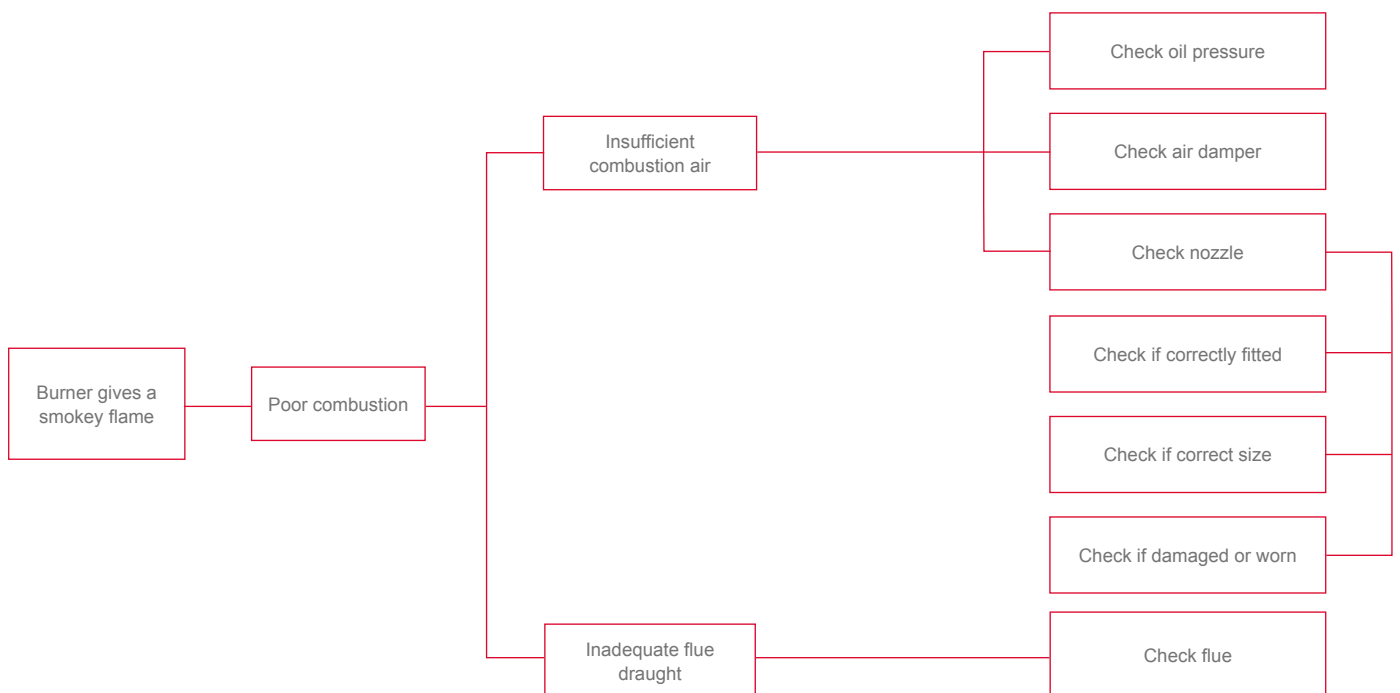 Burner gives a
smokey flame
Poor combustion
Insufficient
combustion air
Check oil pressure
Check air damper
Check nozzle
Check if correctly fitted
Check if correct size
Check if damaged or worn
Inadequate flue
draught
Check flue